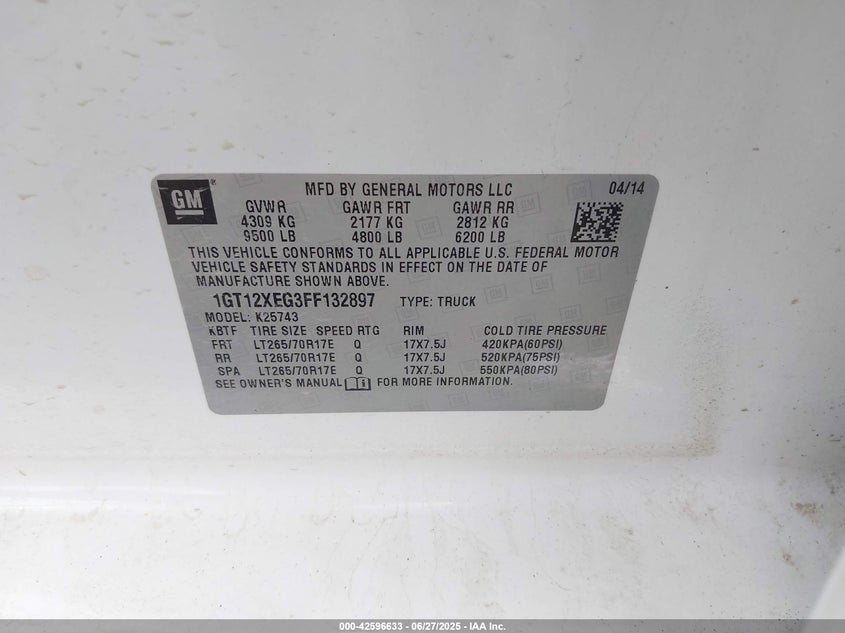 GM ®
MFD BY GENERAL MOTORS LLC 04/14
GVWR GAWR FRT GAWR RR
4309 KG 2177 KG 2812 KG
9500 LB 4800 LB 6200 LB
THIS VEHICLE CONFORMS TO ALL APPLICABLE U.S. FEDERAL MOTOR
VEHICLE SAFETY STANDARDS IN EFFECT ON THE DATE OF
MANUFACTURE SHOWN ABOVE.
1GT12XEG3FF132897 TYPE: TRUCK
MODEL: K25743
KBTF TIRE SIZE SPEED RTG RIM COLD TIRE PRESSURE
FRT LT265/70R17E Q 17X7.5J 420KPA(60PSI)
RR LT265/70R17E Q 17X7.5J 520KPA(75PSI)
SPA LT265/70R17E Q 17X7.5J 550KPA(80PSI)
SEE OWNER'S MANUAL FOR MORE INFORMATION.
000-42596633 - 06/27/2025 - IAA Inc.